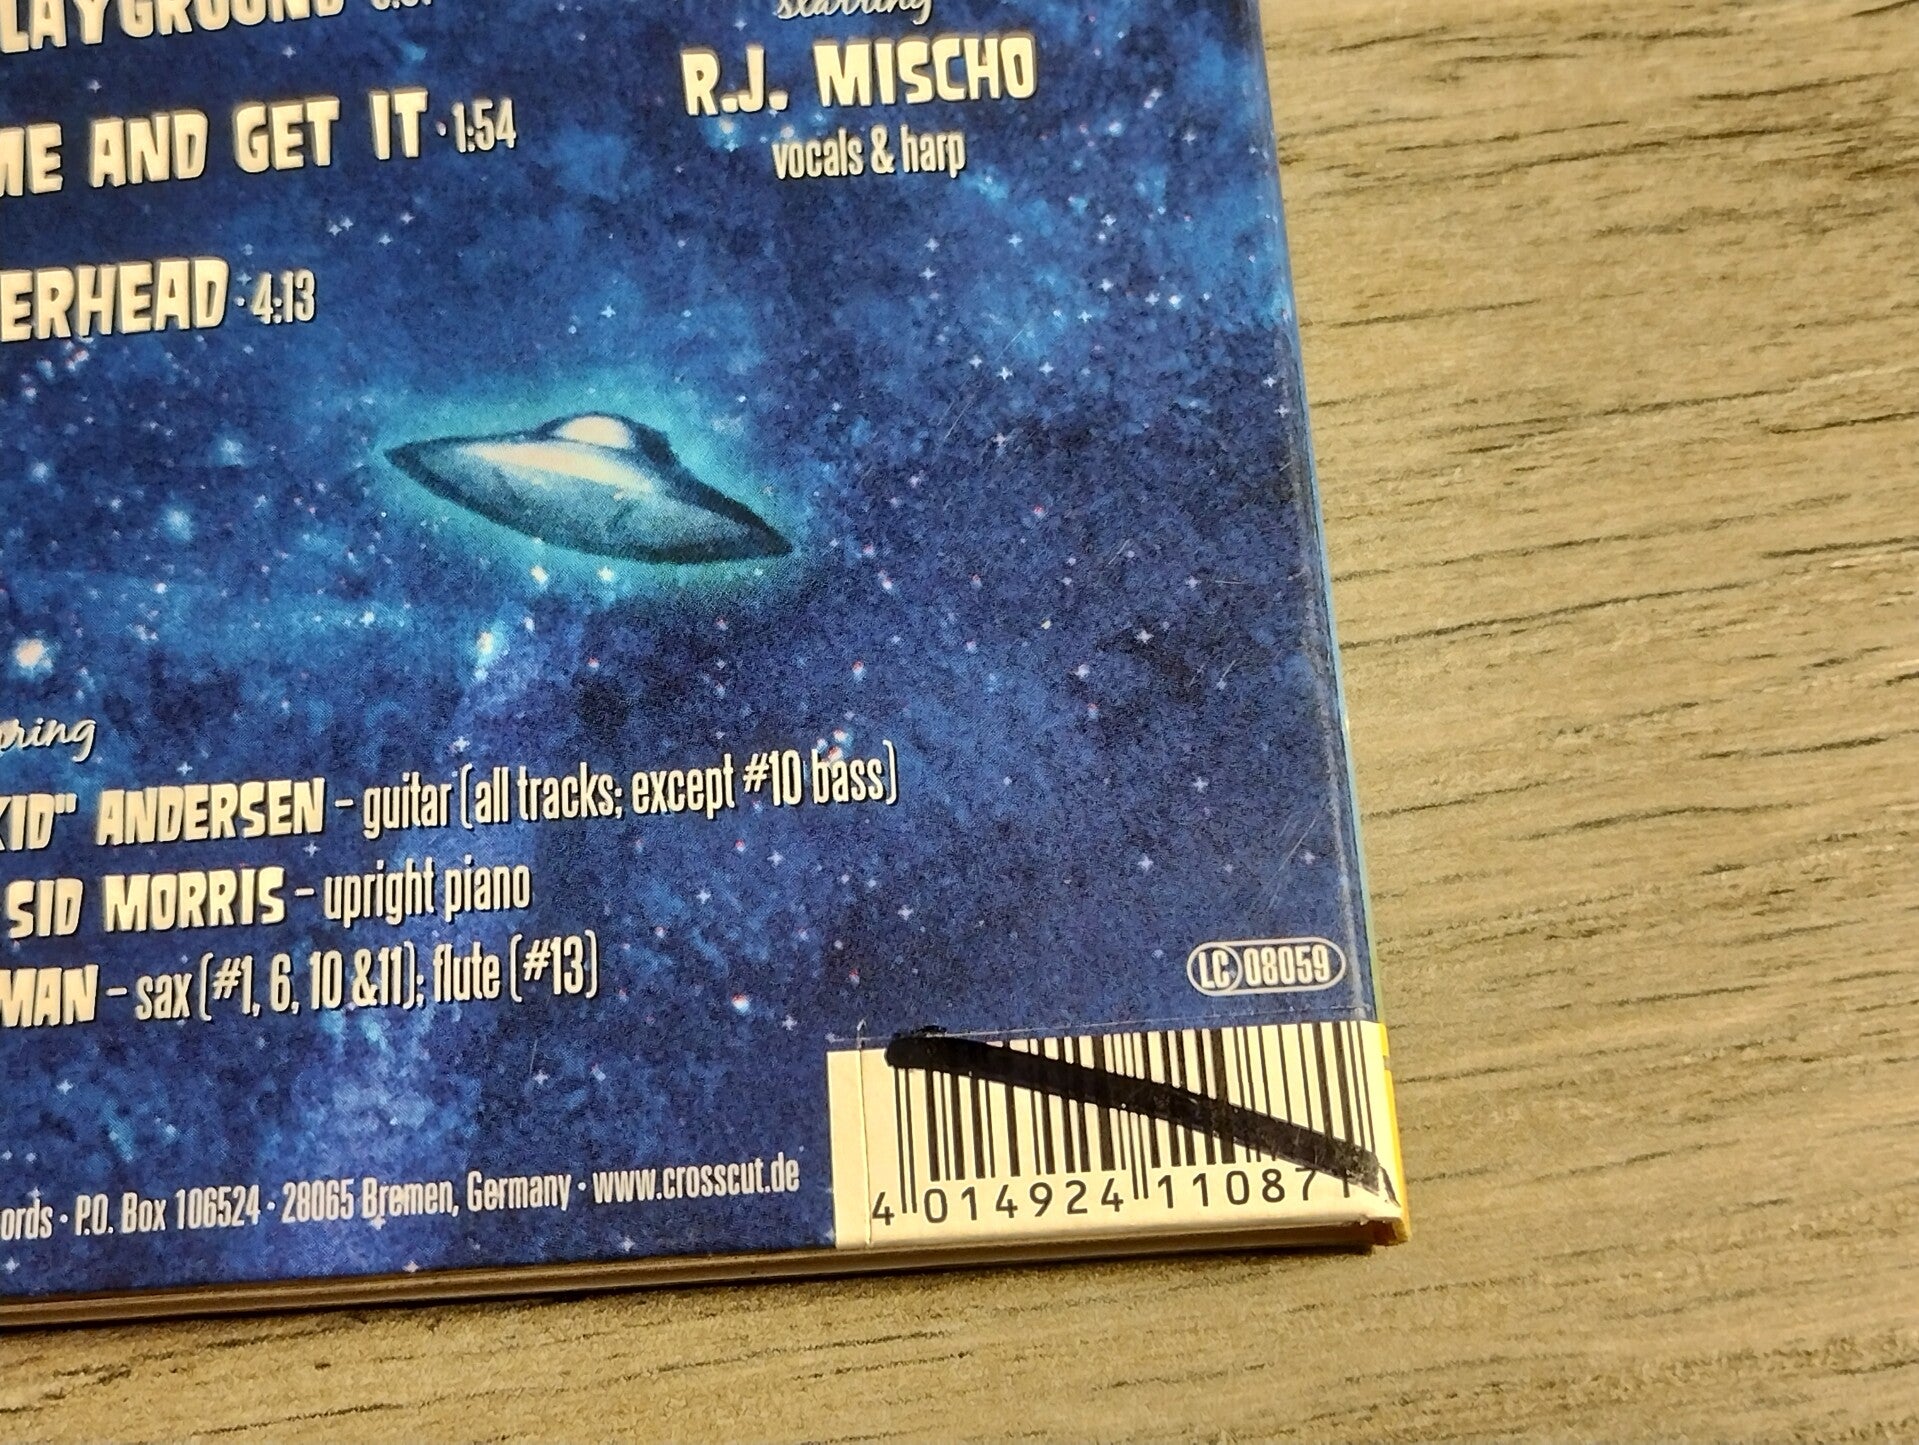 LAYGROUND
starring
R.J. MISCHO
vocals & harp
ME AND GET IT · 1:54
ERHEAD · 4:13
ring
KID" ANDERSEN – guitar (all tracks; except #10 bass)
SID MORRIS – upright piano
MAN – sax (#1, 6, 10 &11); flute (#13)
LC 08059
ords · P.O. Box 106524 · 28065 Bremen, Germany · www.crosscut.de
4 014924 11087